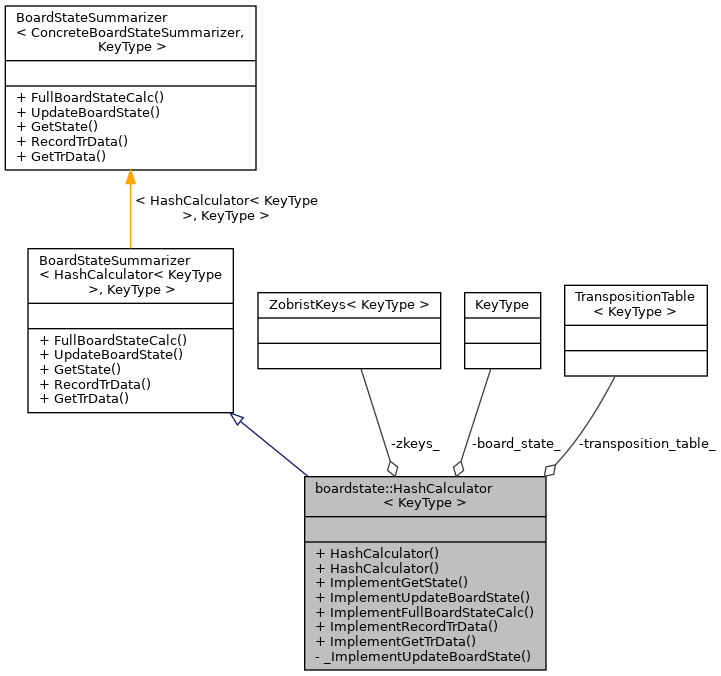 BoardStateSummarizer
< ConcreteBoardStateSummarizer,
KeyType >
+ FullBoardStateCalc()
+ UpdateBoardState()
+ GetState()
+ RecordTrData()
+ GetTrData()
< HashCalculator< KeyType
>, KeyType >
BoardStateSummarizer
< HashCalculator< KeyType
>, KeyType >
+ FullBoardStateCalc()
+ UpdateBoardState()
+ GetState()
+ RecordTrData()
+ GetTrData()
ZobristKeys< KeyType >
KeyType
TranspositionTable
< KeyType >
-zkeys_
-board_state_
-transposition_table_
boardstate::HashCalculator
< KeyType >
+ HashCalculator()
+ HashCalculator()
+ ImplementGetState()
+ ImplementUpdateBoardState()
+ ImplementFullBoardStateCalc()
+ ImplementRecordTrData()
+ ImplementGetTrData()
- _ImplementUpdateBoardState()